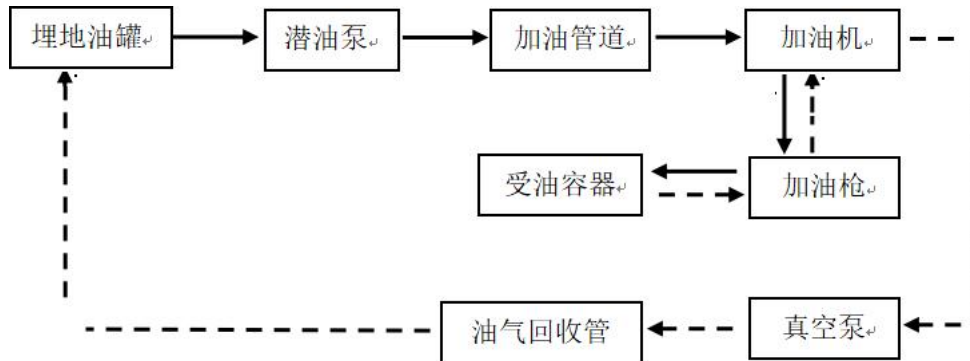 埋地油罐
潜油泵
加油管道
加油机
受油容器
加油枪
油气回收管
真空泵